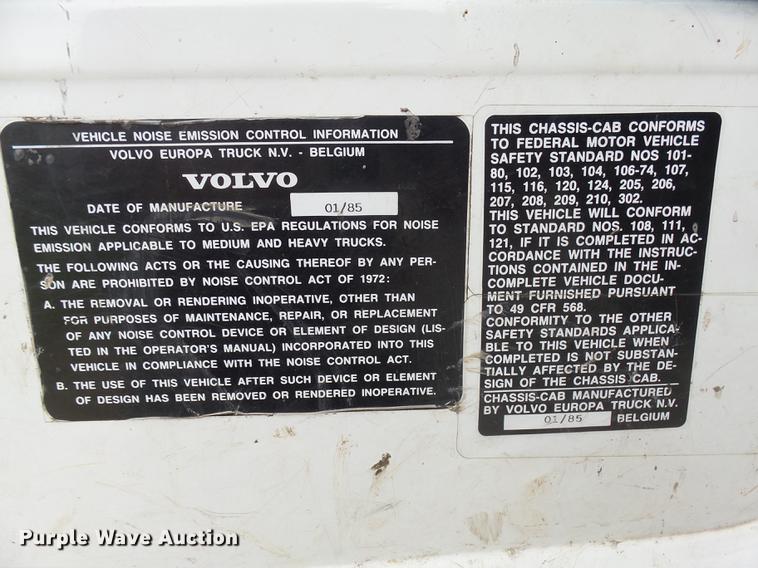 VEHICLE NOISE EMISSION CONTROL INFORMATION
VOLVO EUROPA TRUCK N.V. - BELGIUM
VOLVO
DATE OF MANUFACTURE 01/85
THIS VEHICLE CONFORMS TO U.S. EPA REGULATIONS FOR NOISE
EMISSION APPLICABLE TO MEDIUM AND HEAVY TRUCKS.
THE FOLLOWING ACTS OR THE CAUSING THEREOF BY ANY PER-
SON ARE PROHIBITED BY NOISE CONTROL ACT OF 1972:
A. THE REMOVAL OR RENDERING INOPERATIVE, OTHER THAN
FOR PURPOSES OF MAINTENANCE, REPAIR, OR REPLACEMENT
OF ANY NOISE CONTROL DEVICE OR ELEMENT OF DESIGN (LIS-
TED IN THE OPERATOR'S MANUAL) INCORPORATED INTO THIS
VEHICLE IN COMPLIANCE WITH THE NOISE CONTROL ACT.
B. THE USE OF THIS VEHICLE AFTER SUCH DEVICE OR ELEMENT
OF DESIGN HAS BEEN REMOVED OR RENDERED INOPERATIVE.
THIS CHASSIS-CAB CONFORMS
TO FEDERAL MOTOR VEHICLE
SAFETY STANDARD NOS 101-
80, 102, 103, 104, 106-74, 107,
115, 116, 120, 124, 205, 206,
207, 208, 209, 210, 302.
THIS VEHICLE WILL CONFORM
TO STANDARD NOS. 108, 111,
121, IF IT IS COMPLETED IN AC-
CORDANCE WITH THE INSTRUC-
TIONS CONTAINED IN THE IN-
COMPLETE VEHICLE DOCU-
MENT FURNISHED PURSUANT
TO 49 CFR 568.
CONFORMITY TO THE OTHER
SAFETY STANDARDS APPLICA-
BLE TO THIS VEHICLE WHEN
COMPLETED IS NOT SUBSTAN-
TIALLY AFFECTED BY THE DE-
SIGN OF THE CHASSIS CAB.
CHASSIS-CAB MANUFACTURED
BY VOLVO EUROPA TRUCK N.V.
01/85 BELGIUM
Purple Wave Auction